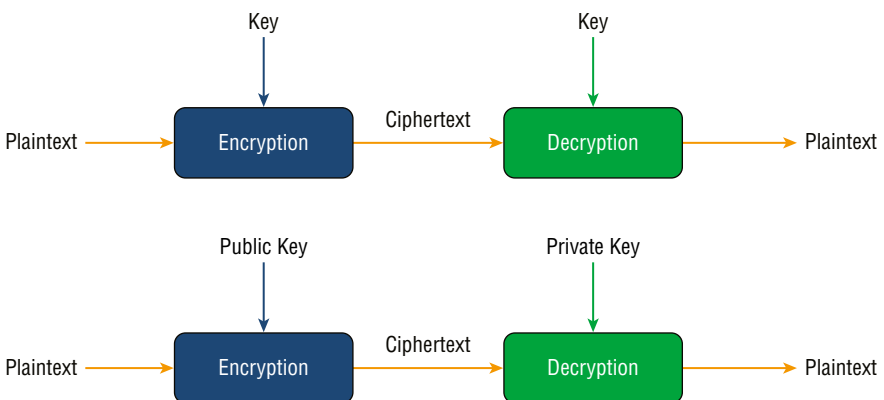 Key Key
Plaintext Encryption Ciphertext Decryption Plaintext
Public Key Private Key
Plaintext Encryption Ciphertext Decryption Plaintext